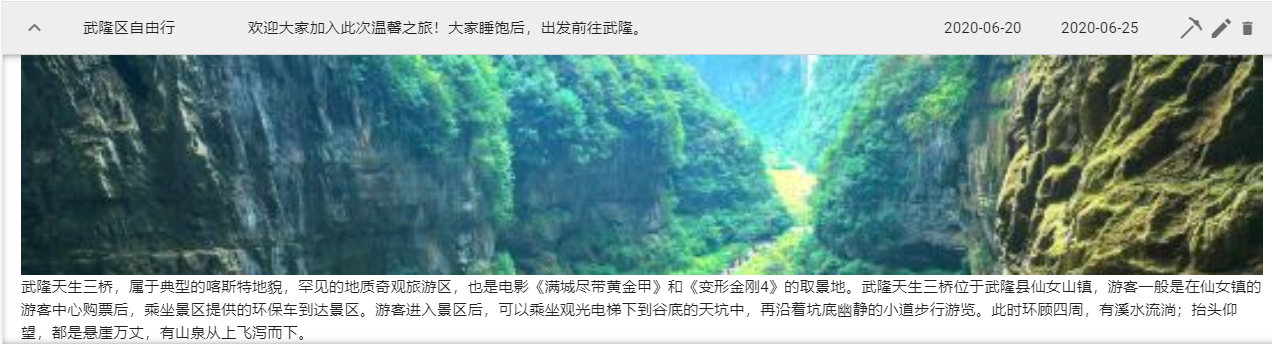 武隆区自由行 欢迎大家加入此次温馨之旅！大家睡饱后，出发前往武隆。 2020-06-20 2020-06-25
武隆天生三桥，属于典型的喀斯特地貌，罕见的地质奇观旅游区，也是电影《满城尽带黄金甲》和《变形金刚4》的取景地。武隆天生三桥位于武隆县仙女山镇，游客一般是在仙女镇的
游客中心购票后，乘坐景区提供的环保车到达景区。游客进入景区后，可以乘坐观光电梯下到谷底的天坑中，再沿着坑底幽静的小道步行游览。此时环顾四周，有溪水流淌；抬头仰
望，都是悬崖万丈，有山泉从上飞泻而下。